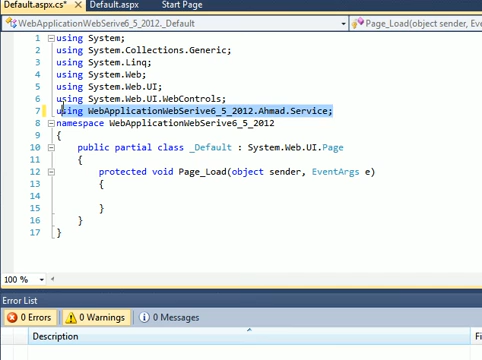 Default.aspx.cs* × Default.aspx Start Page
WebApplicationWebSerive6_5_2012._Default Page_Load(object sender, Event
1 using System;
2 using System.Collections.Generic;
3 using System.Linq;
4 using System.Web;
5 using System.Web.UI;
6 using System.Web.UI.WebControls;
7 using WebApplicationWebSerive6_5_2012.Ahmad.Service;
8 namespace WebApplicationWebSerive6_5_2012
9 {
10 public partial class _Default : System.Web.UI.Page
11 {
12 protected void Page_Load(object sender, EventArgs e)
13 {
14
15 }
16 }
17 }
100 %
Error List
0 Errors 0 Warnings 0 Messages
Description Fi